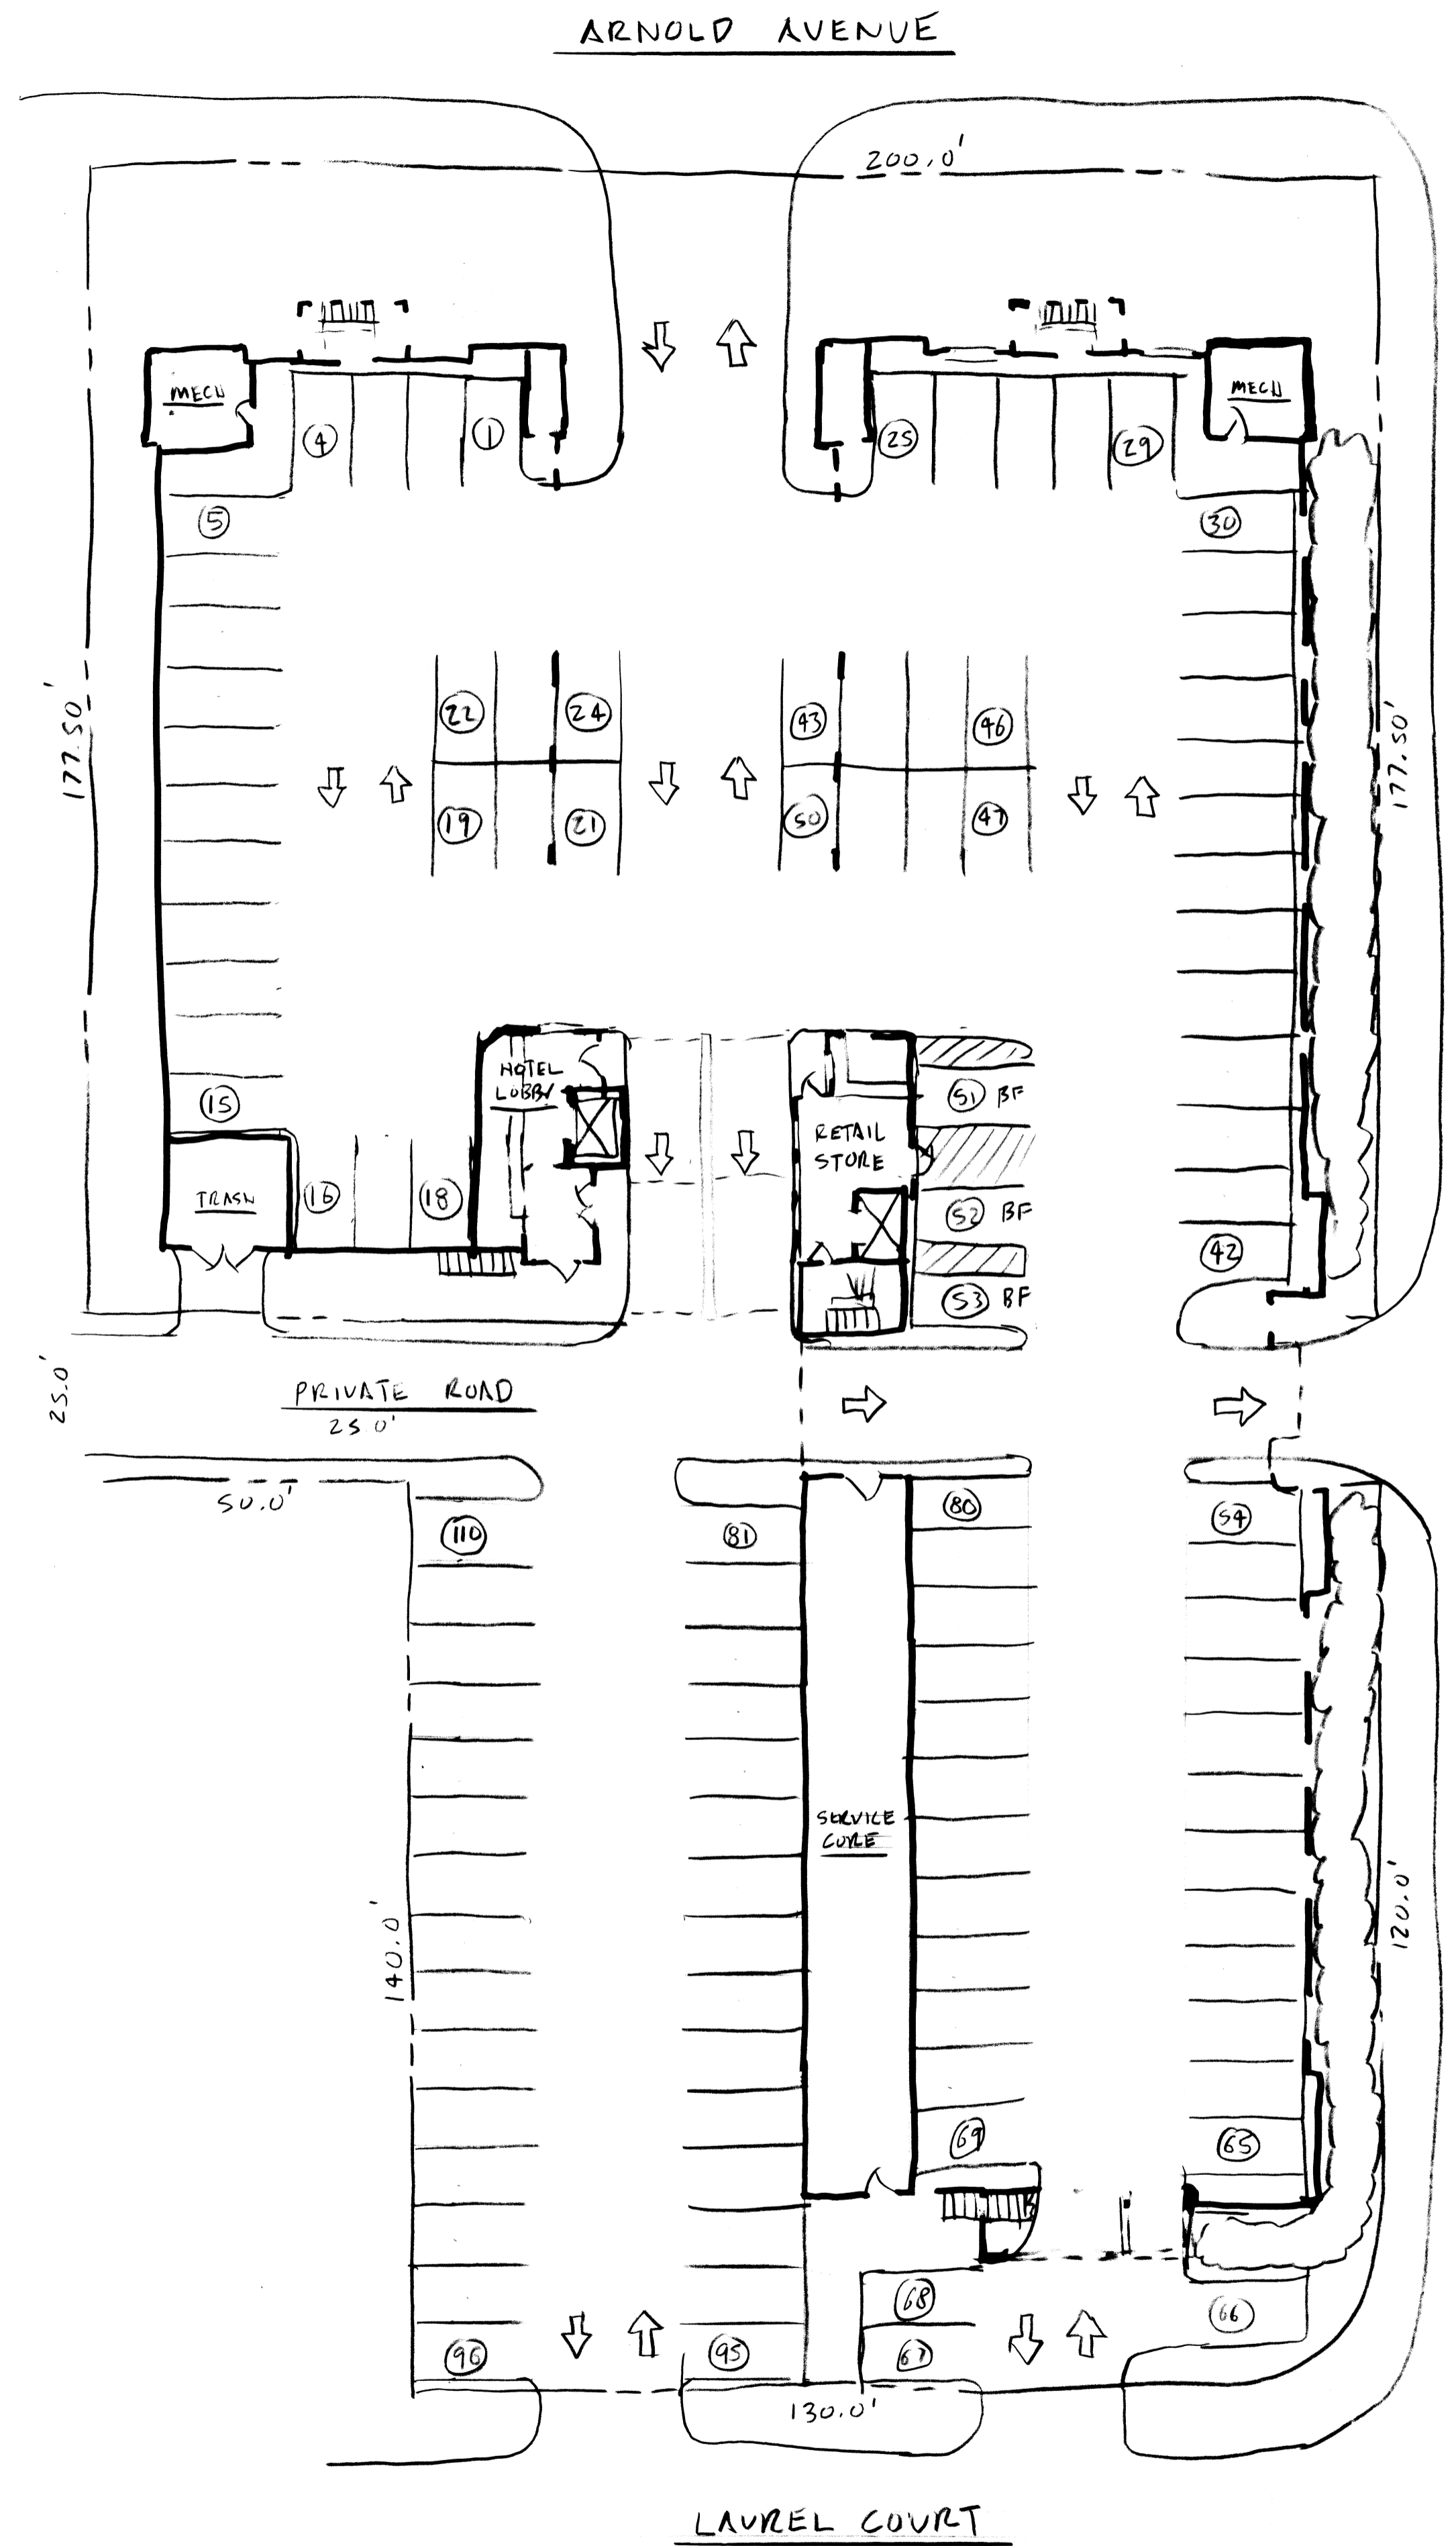 ARNOLD AVENUE
200.0'
MECH
MECH
4
1
25
29
5
30
177.50'
22
24
43
46
177.50'
19
21
50
47
HOTEL
LOBBY
15
51 BF
RETAIL
STORE
TRASH
16
18
52 BF
42
53 BF
25.0'
PRIVATE ROAD
25 0'
50.0'
110
81
80
54
SERVICE
CORE
140.0'
120.0'
69
65
68
66
96
95
67
130.0'
LAUREL COURT